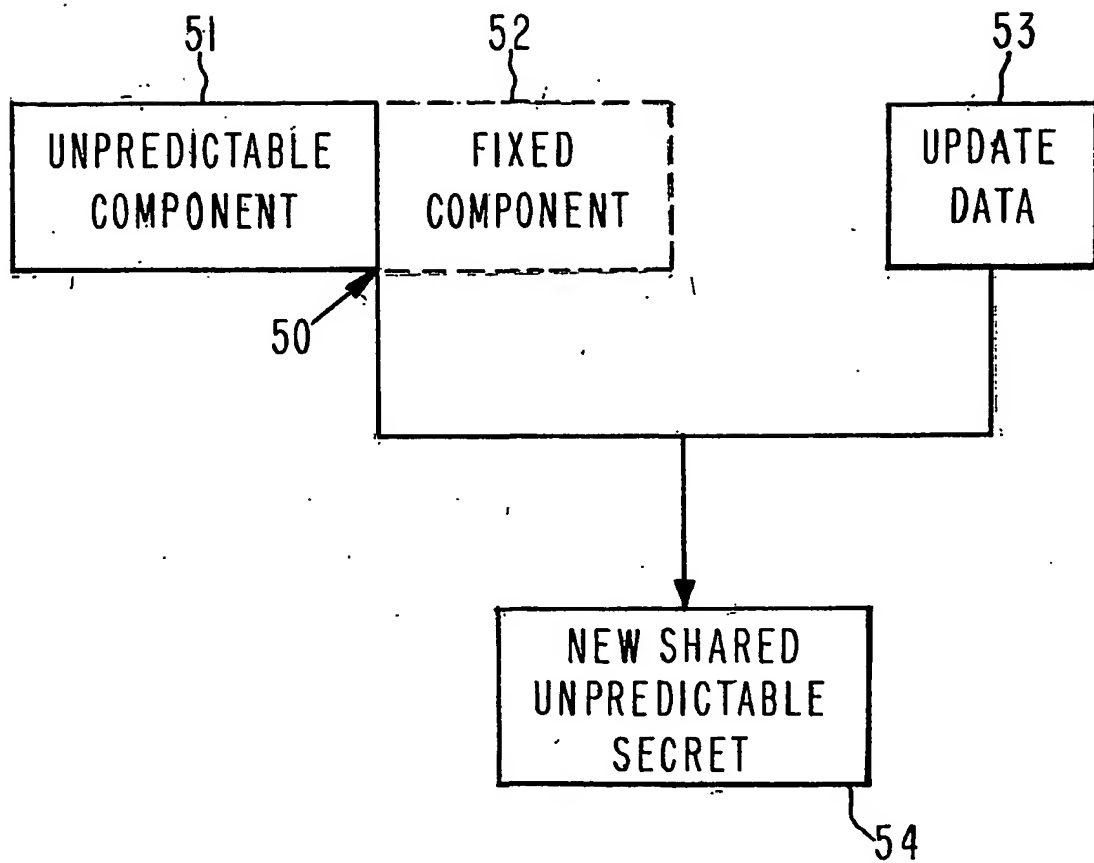 51
52
53
UNPREDICTABLE
COMPONENT
FIXED
COMPONENT
UPDATE
DATA
50
NEW SHARED
UNPREDICTABLE
SECRET
54